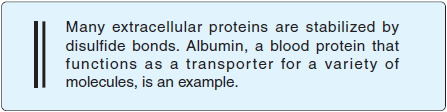 Many extracellular proteins are stabilized by
disulfide bonds. Albumin, a blood protein that
functions as a transporter for a variety of
molecules, is an example.